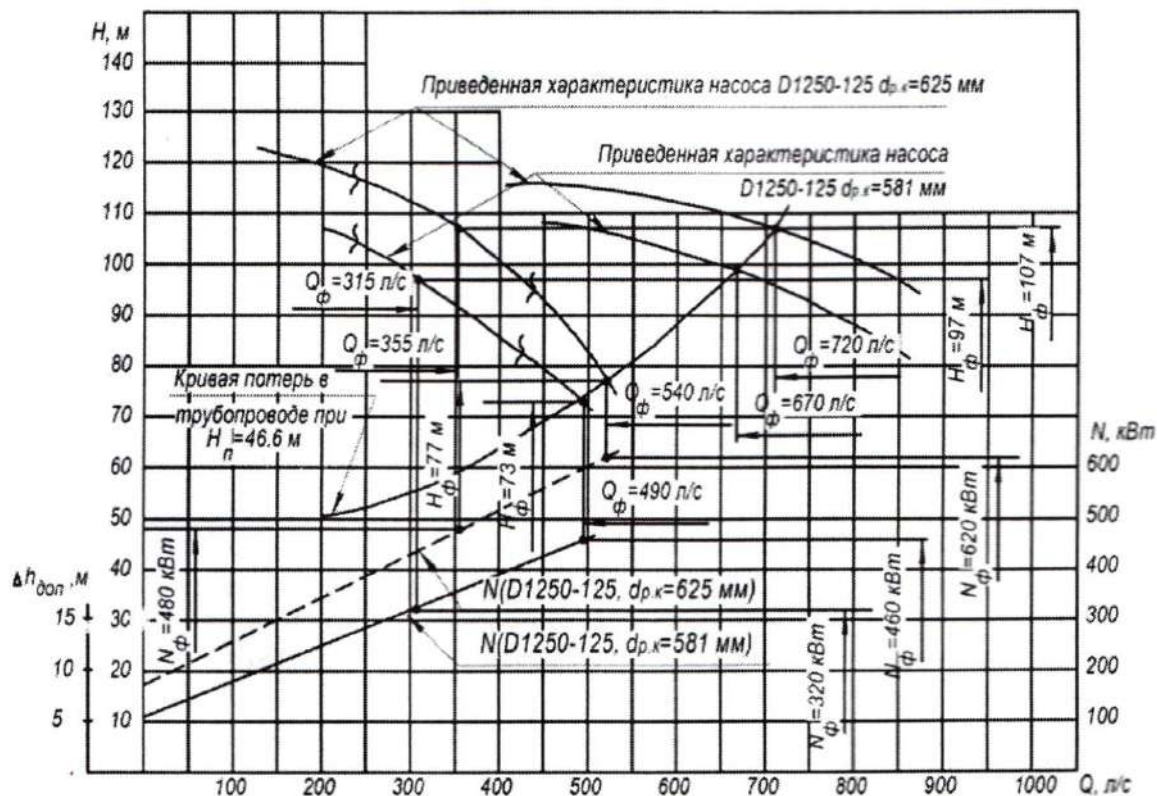 H, м
140
130
120
110
100
90
80
70
60
50
40
30
20
10
Приведенная характеристика насоса D1250-125 dр.к=625 мм
Приведенная характеристика насоса
D1250-125 dр.к=581 мм
Qф=315 л/с
Qф=355 л/с
Кривая потерь в
трубопроводе при
Hп=46.6 м
Qф=720 л/с
Qф=540 л/с
Qф=670 л/с
Qф=490 л/с
Hф=77 м
Hф=73 м
Hф=97 м
Hф=107 м
N, кВт
600
500
400
300
200
100
Nф=480 кВт
Nф=320 кВт
Nф=460 кВт
Nф=620 кВт
N(D1250-125, dр.к=625 мм)
N(D1250-125, dр.к=581 мм)
Δhдоп ,м
15
10
5
100 200 300 400 500 600 700 800 900 1000 Q, л/с